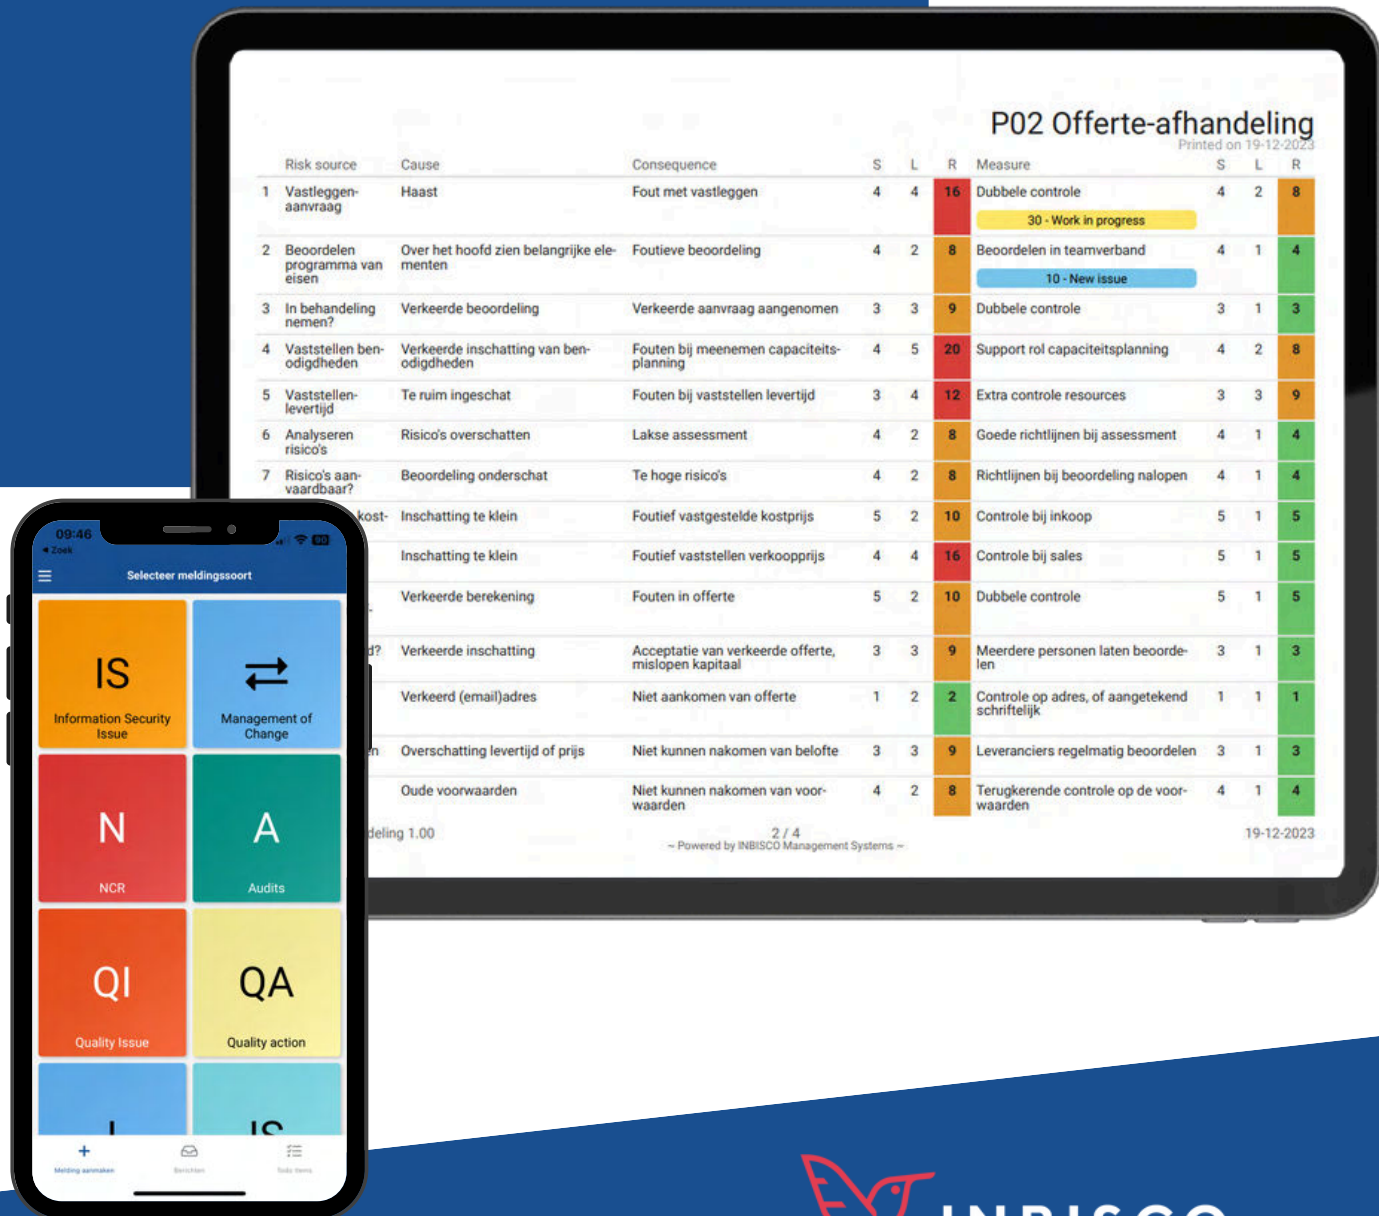 P02 Offerte-afhandeling
Printed on 19-12-2023
Risk source Cause Consequence S L R Measure S L R
1 Vastleggen- Haast Fout met vastleggen 4 4 16 Dubbele controle 4 2 8
aanvraag
30 - Work in progress
2 Beoordelen Over het hoofd zien belangrijke ele- Foutieve beoordeling 4 2 8 Beoordelen in teamverband 4 1 4
programma van menten
eisen 10 - New issue
3 In behandeling Verkeerde beoordeling Verkeerde aanvraag aangenomen 3 3 9 Dubbele controle 3 1 3
nemen?
4 Vaststellen ben- Verkeerde inschatting van ben- Fouten bij meenemen capaciteits- 4 5 20 Support rol capaciteitsplanning 4 2 8
odigdheden odigdheden planning
5 Vaststellen- Te ruim ingeschat Fouten bij vaststellen levertijd 3 4 12 Extra controle resources 3 3 9
levertijd
6 Analyseren Risico's overschatten Lakse assessment 4 2 8 Goede richtlijnen bij assessment 4 1 4
risico's
7 Risico's aan- Beoordeling onderschat Te hoge risico's 4 2 8 Richtlijnen bij beoordeling nalopen 4 1 4
vaardbaar?
kost- Inschatting te klein Foutief vastgestelde kostprijs 5 2 10 Controle bij inkoop 5 1 5
Inschatting te klein Foutief vaststellen verkoopprijs 4 4 16 Controle bij sales 5 1 5
Verkeerde berekening Fouten in offerte 5 2 10 Dubbele controle 5 1 5
d? Verkeerde inschatting Acceptatie van verkeerde offerte, 3 3 9 Meerdere personen laten beoorde- 3 1 3
mislopen kapitaal len
Verkeerd (email)adres Niet aankomen van offerte 1 2 2 Controle op adres, of aangetekend 1 1 1
schriftelijk
en Overschatting levertijd of prijs Niet kunnen nakomen van belofte 3 3 9 Leveranciers regelmatig beoordelen 3 1 3
Oude voorwaarden Niet kunnen nakomen van voor- 4 2 8 Terugkerende controle op de voor- 4 1 4
waarden waarden
deling 1.00 2 / 4 19-12-2023
~ Powered by INBISCO Management Systems ~
09:46 90
◂ Zoek
Selecteer meldingssoort
IS
Information Security
Issue
Management of
Change
N
NCR
A
Audits
QI
Quality Issue
QA
Quality action
Melding aanmaken Berichten Todo items
INBISCO